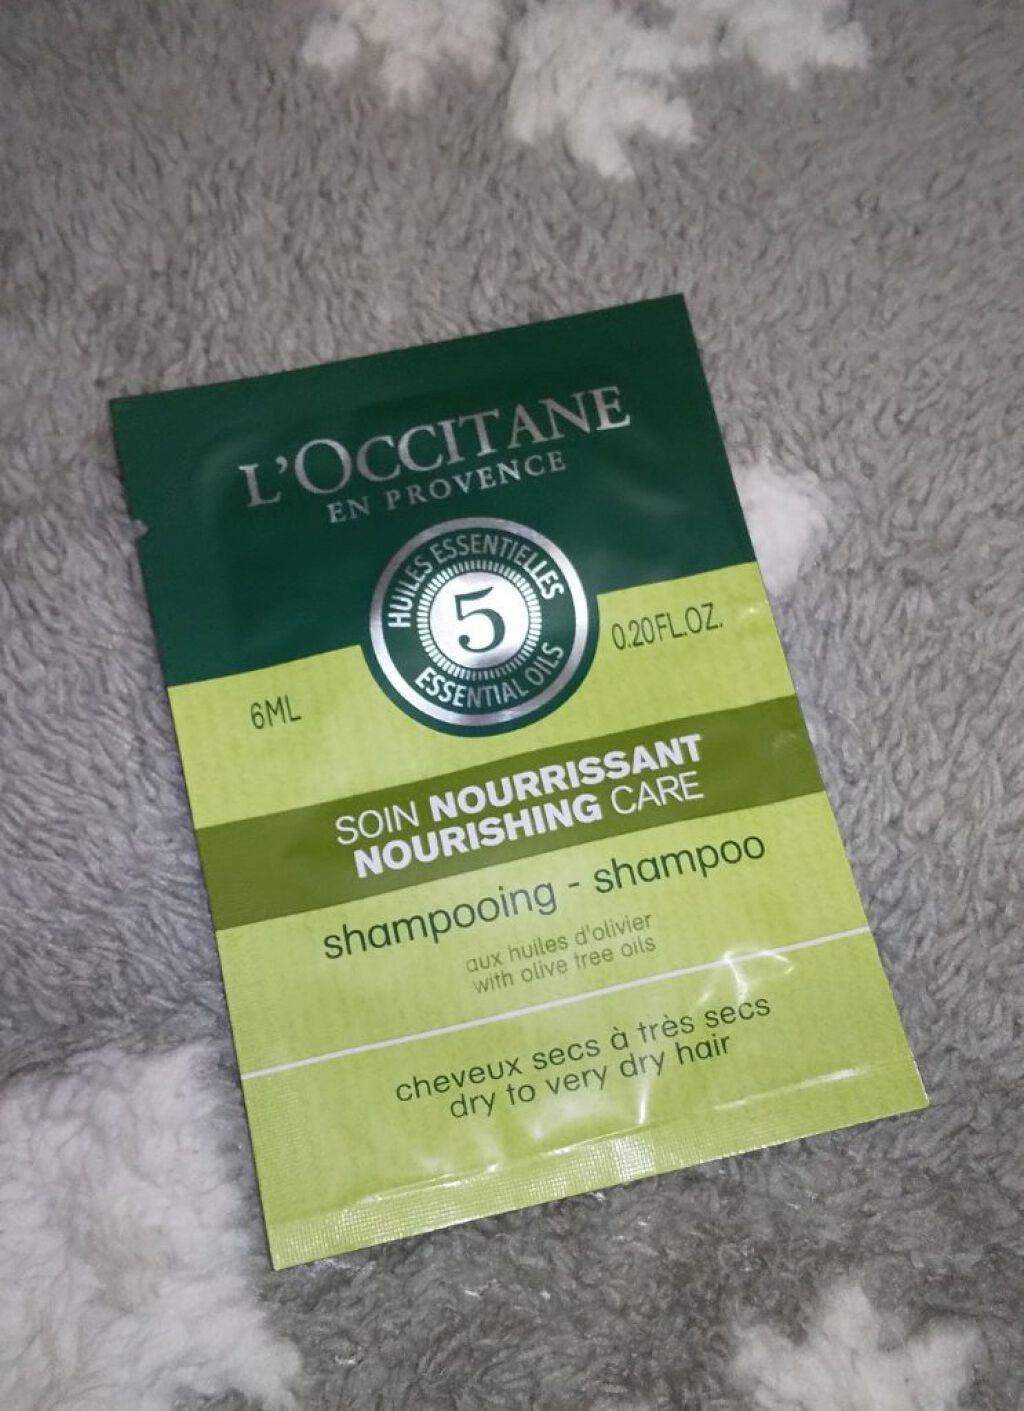 L'OCCITANE
EN PROVENCE
HUILES ESSENTIELLES
5
ESSENTIAL OILS
6ML
0.20FL.OZ.
SOIN NOURRISSANT
NOURISHING CARE
shampooing - shampoo
aux huiles d'olivier
with olive tree oils
cheveux secs à très secs
dry to very dry hair